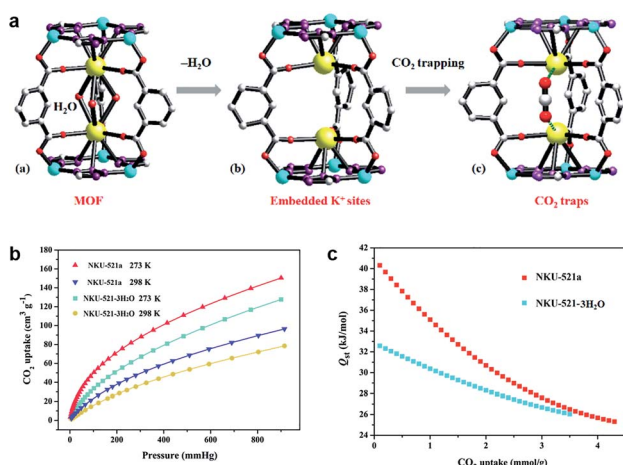 a
–H₂O
CO₂ trapping
H₂O
(a)
(b)
(c)
MOF
Embedded K⁺ sites
CO₂ traps
b
180
160
140
120
100
80
60
40
20
0
CO₂ uptake (cm³ g⁻¹)
NKU-521a 273 K
NKU-521a 298 K
NKU-521-3H₂O 273 K
NKU-521-3H₂O 298 K
0 200 400 600 800
Pressure (mmHg)
c
42
40
38
36
34
32
30
28
26
24
Qst (kJ/mol)
NKU-521a
NKU-521-3H₂O
0 1 2 3 4
CO₂ uptake (mmol/g)